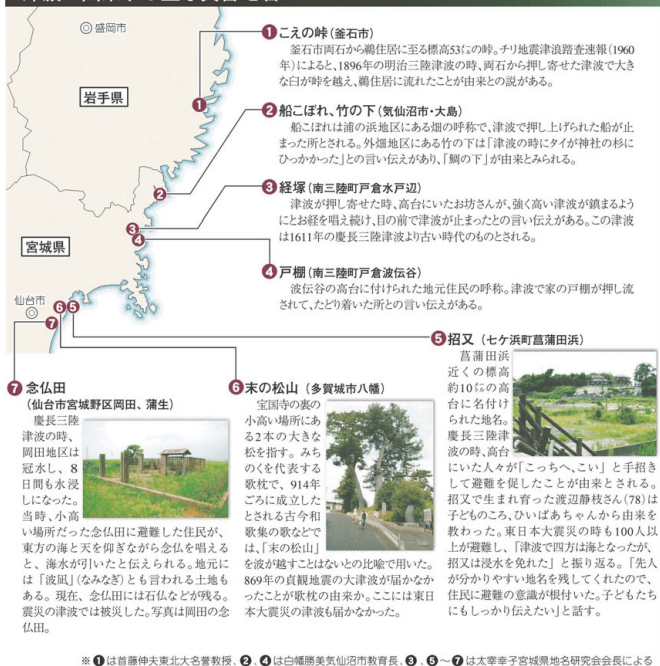 盛岡市
岩手県
宮城県
仙台市
❶こえの峠（釜石市）
釜石市両石から鵜住居に至る標高53㍍の峠。チリ地震津浪踏査速報（1960
年）によると、1896年の明治三陸津波の時、両石から押し寄せた津波で大き
な臼が峠を越え、鵜住居に流れたことが由来との説がある。
❷船こぼれ、竹の下（気仙沼市・大島）
船こぼれは浦の浜地区にある畑の呼称で、津波で押し上げられた船が止
まった所とされる。外畑地区にある竹の下は「津波の時にタイが神社の杉に
ひっかかった」との言い伝えがあり、「鯛の下」が由来とみられる。
❸経塚（南三陸町戸倉水戸辺）
津波が押し寄せた時、高台にいたお坊さんが、強く高い津波が鎮まるよう
にとお経を唱え続け、目の前で津波が止まったとの言い伝えがある。この津波
は1611年の慶長三陸津波より古い時代のものとされる。
❹戸棚（南三陸町戸倉波伝谷）
波伝谷の高台に付けられた地元住民の呼称。津波で家の戸棚が押し流
されて、たどり着いた所との言い伝えがある。
❺招又（七ケ浜町菖蒲田浜）
菖蒲田浜
近くの標高
約10㍍の高
台に名付け
られた地名。
慶長三陸津
波の時、高台
にいた人々が「こっちへ、こい」と手招き
して避難を促したことが由来とされる。
招又で生まれ育った渡辺静枝さん（78）は
子どものころ、ひいばあちゃんから由来を
教わった。東日本大震災の時も100人以
上が避難し、「津波で四方は海となったが、
招又は浸水を免れた」と振り返る。「先人
が分かりやすい地名を残してくれたので、
住民に避難の意識が根付いた。子どもたち
にもしっかり伝えたい」と話す。
❻末の松山（多賀城市八幡）
宝国寺の裏の
小高い場所にあ
る2本の大きな
松を指す。みち
のくを代表する
歌枕で、914年
ごろに成立した
とされる古今和
歌集の歌などで
は、「末の松山」
を波が越すことはないとの比喩で用いた。
869年の貞観地震の大津波が届かなか
ったことが歌枕の由来か。ここには東日
本大震災の津波も届かなかった。
❼念仏田
（仙台市宮城野区岡田、蒲生）
慶長三陸
津波の時、
岡田地区は
冠水し、8
日間も水浸
しになった。
当時、小高
い場所だった念仏田に避難した住民が、
東方の海と天を仰ぎながら念仏を唱える
と、海水が引いたと伝えられる。地元に
は「波凪」（なみなぎ）とも言われる土地も
ある。現在、念仏田には石仏などが残る。
震災の津波では被災した。写真は岡田の念
仏田。
※❶は首藤伸夫東北大名誉教授、❷、❹は白幡勝美気仙沼市教育長、❸、❺～❼は太宰幸子宮城県地名研究会会長による